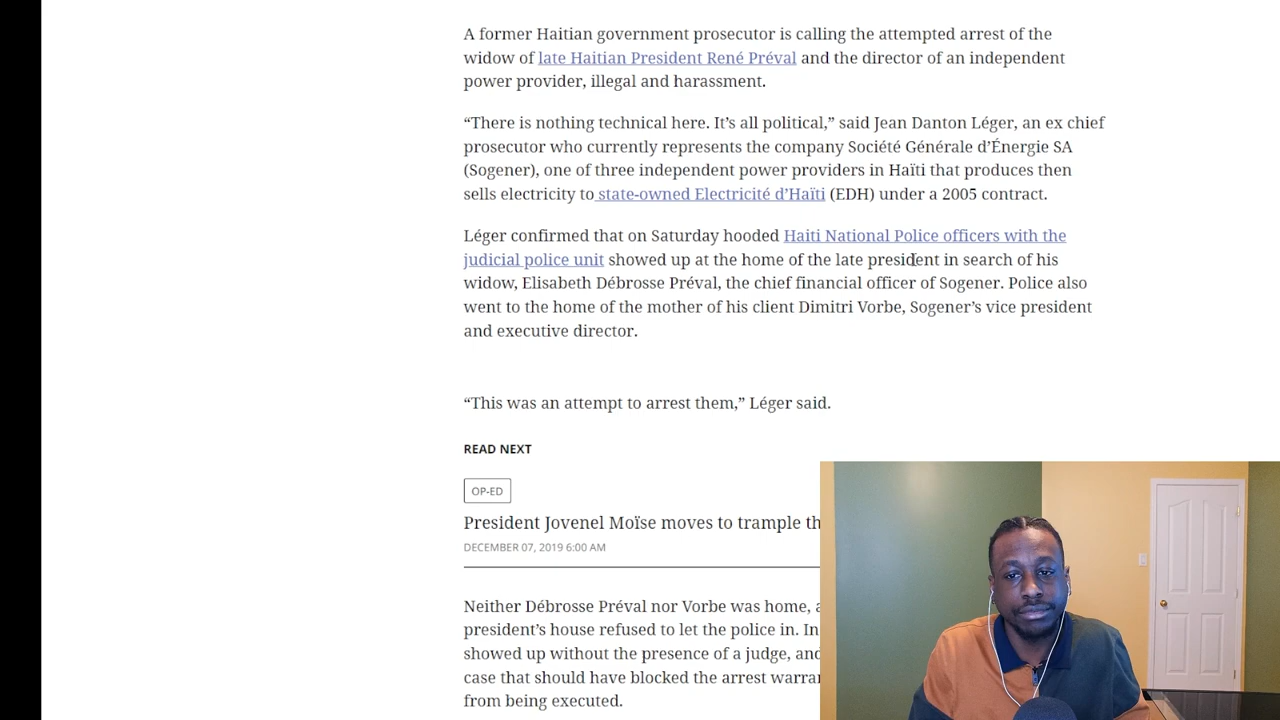 A former Haitian government prosecutor is calling the attempted arrest of the
widow of late Haitian President René Préval and the director of an independent
power provider, illegal and harassment.
“There is nothing technical here. It’s all political,” said Jean Danton Léger, an ex chief
prosecutor who currently represents the company Société Générale d’Énergie SA
(Sogener), one of three independent power providers in Haïti that produces then
sells electricity to state-owned Electricité d’Haïti (EDH) under a 2005 contract.
Léger confirmed that on Saturday hooded Haiti National Police officers with the
judicial police unit showed up at the home of the late president in search of his
widow, Elisabeth Débrosse Préval, the chief financial officer of Sogener. Police also
went to the home of the mother of his client Dimitri Vorbe, Sogener’s vice president
and executive director.
“This was an attempt to arrest them,” Léger said.
READ NEXT
OP-ED
President Jovenel Moïse moves to trample
DECEMBER 07, 2019 6:00 AM
Neither Débrosse Préval nor Vorbe was home,
president’s house refused to let the police in. In
showed up without the presence of a judge, and
case that should have blocked the arrest
from being executed.